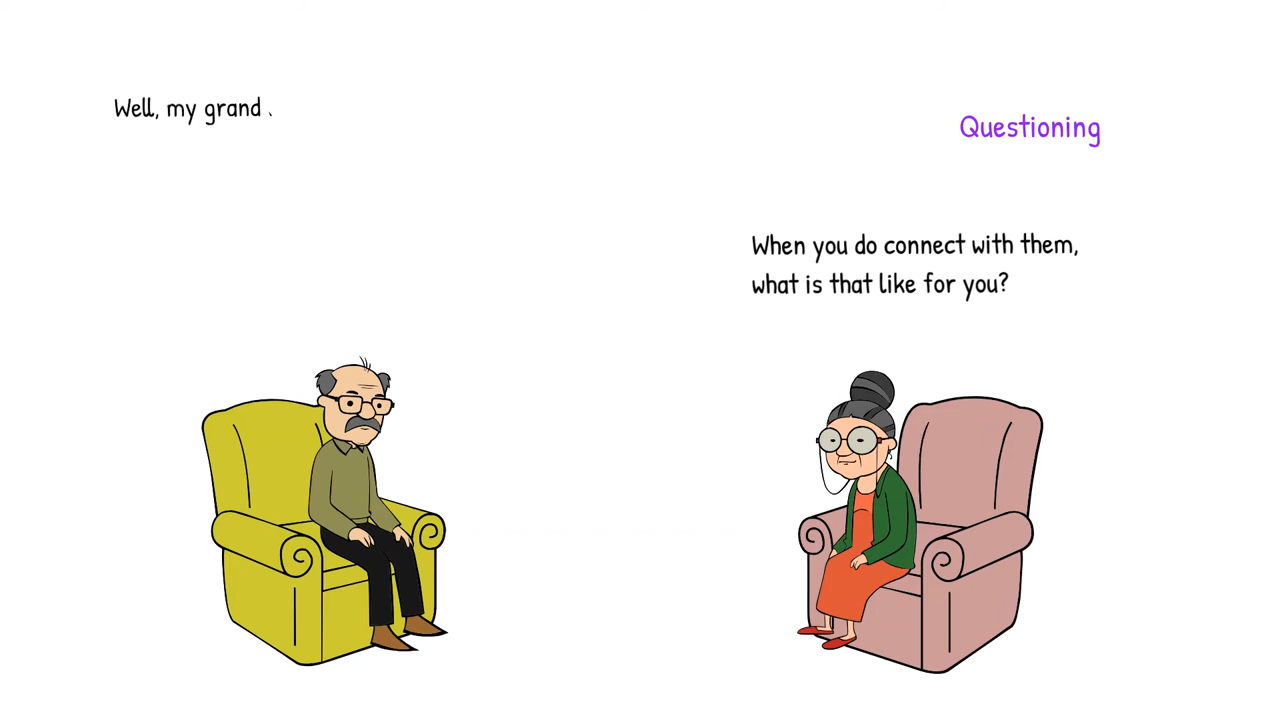 Well, my grand
Questioning
When you do connect with them,
what is that like for you?